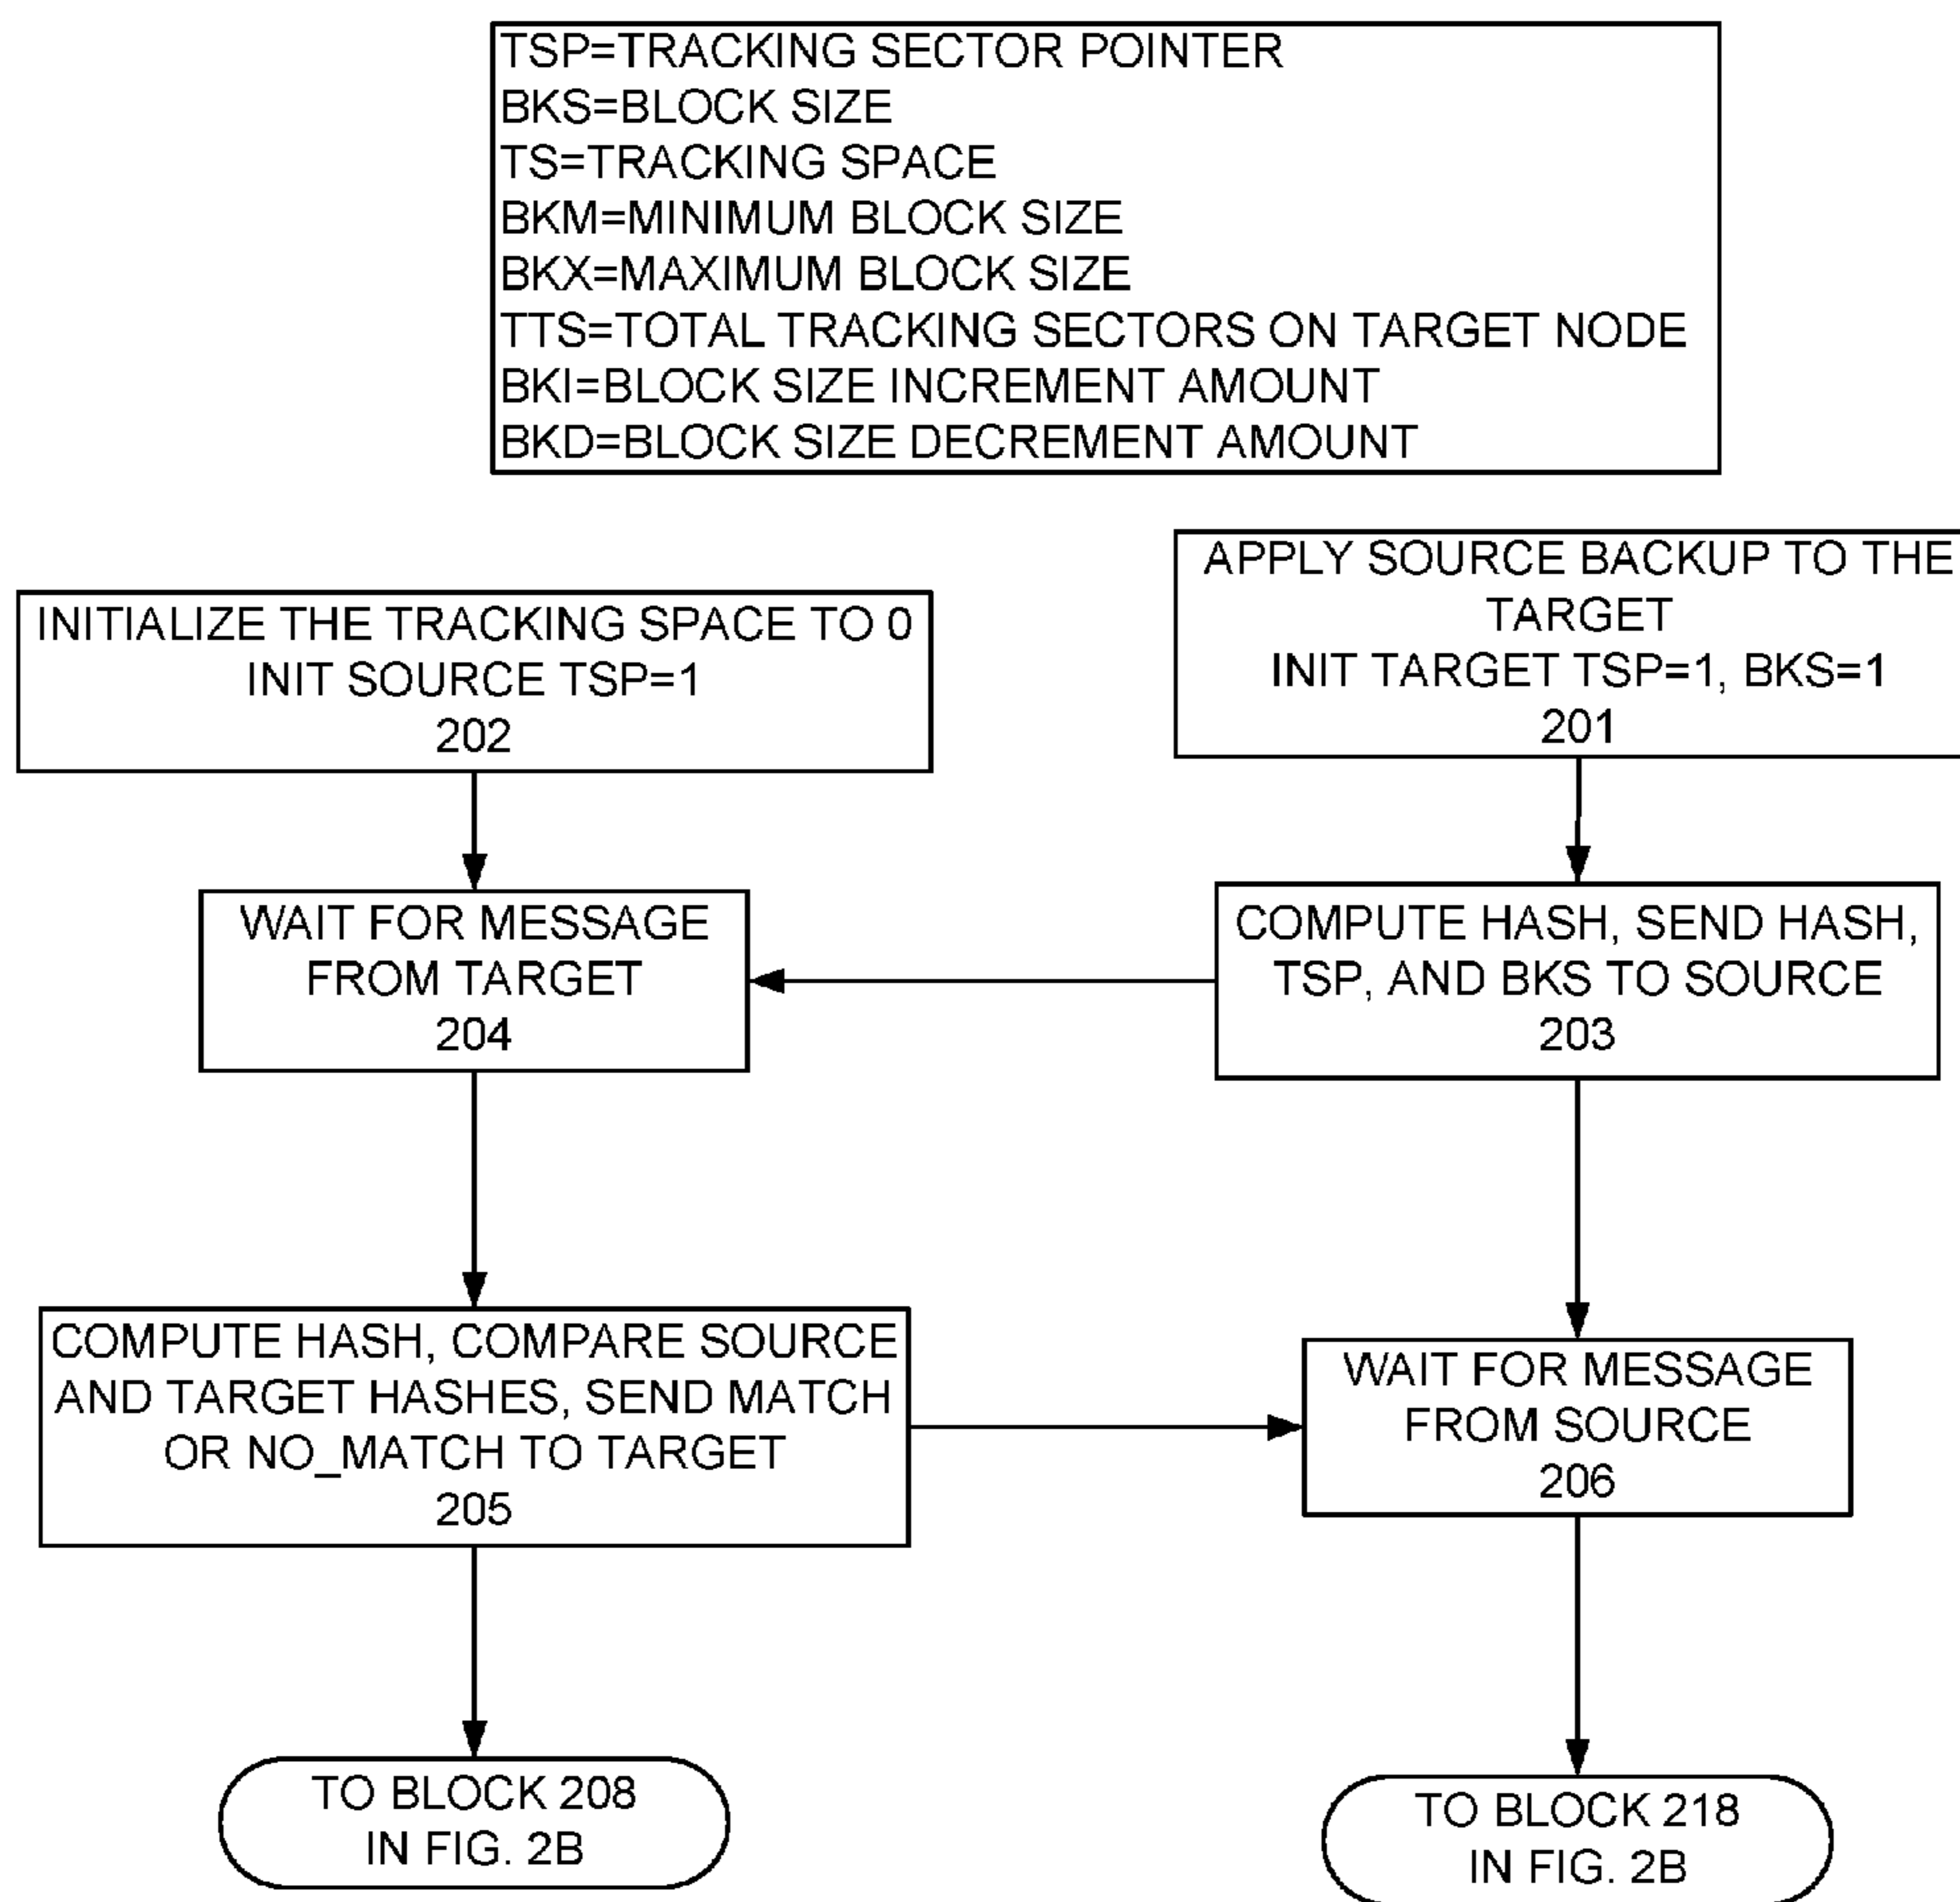 TSP=TRACKING SECTOR POINTER
BKS=BLOCK SIZE
TS=TRACKING SPACE
BKM=MINIMUM BLOCK SIZE
BKX=MAXIMUM BLOCK SIZE
TTS=TOTAL TRACKING SECTORS ON TARGET NODE
BKI=BLOCK SIZE INCREMENT AMOUNT
BKD=BLOCK SIZE DECREMENT AMOUNT
INITIALIZE THE TRACKING SPACE TO 0
INIT SOURCE TSP=1
202
APPLY SOURCE BACKUP TO THE
TARGET
INIT TARGET TSP=1, BKS=1
201
WAIT FOR MESSAGE
FROM TARGET
204
COMPUTE HASH, SEND HASH,
TSP, AND BKS TO SOURCE
203
COMPUTE HASH, COMPARE SOURCE
AND TARGET HASHES, SEND MATCH
OR NO_MATCH TO TARGET
205
WAIT FOR MESSAGE
FROM SOURCE
206
TO BLOCK 208
IN FIG. 2B
TO BLOCK 218
IN FIG. 2B